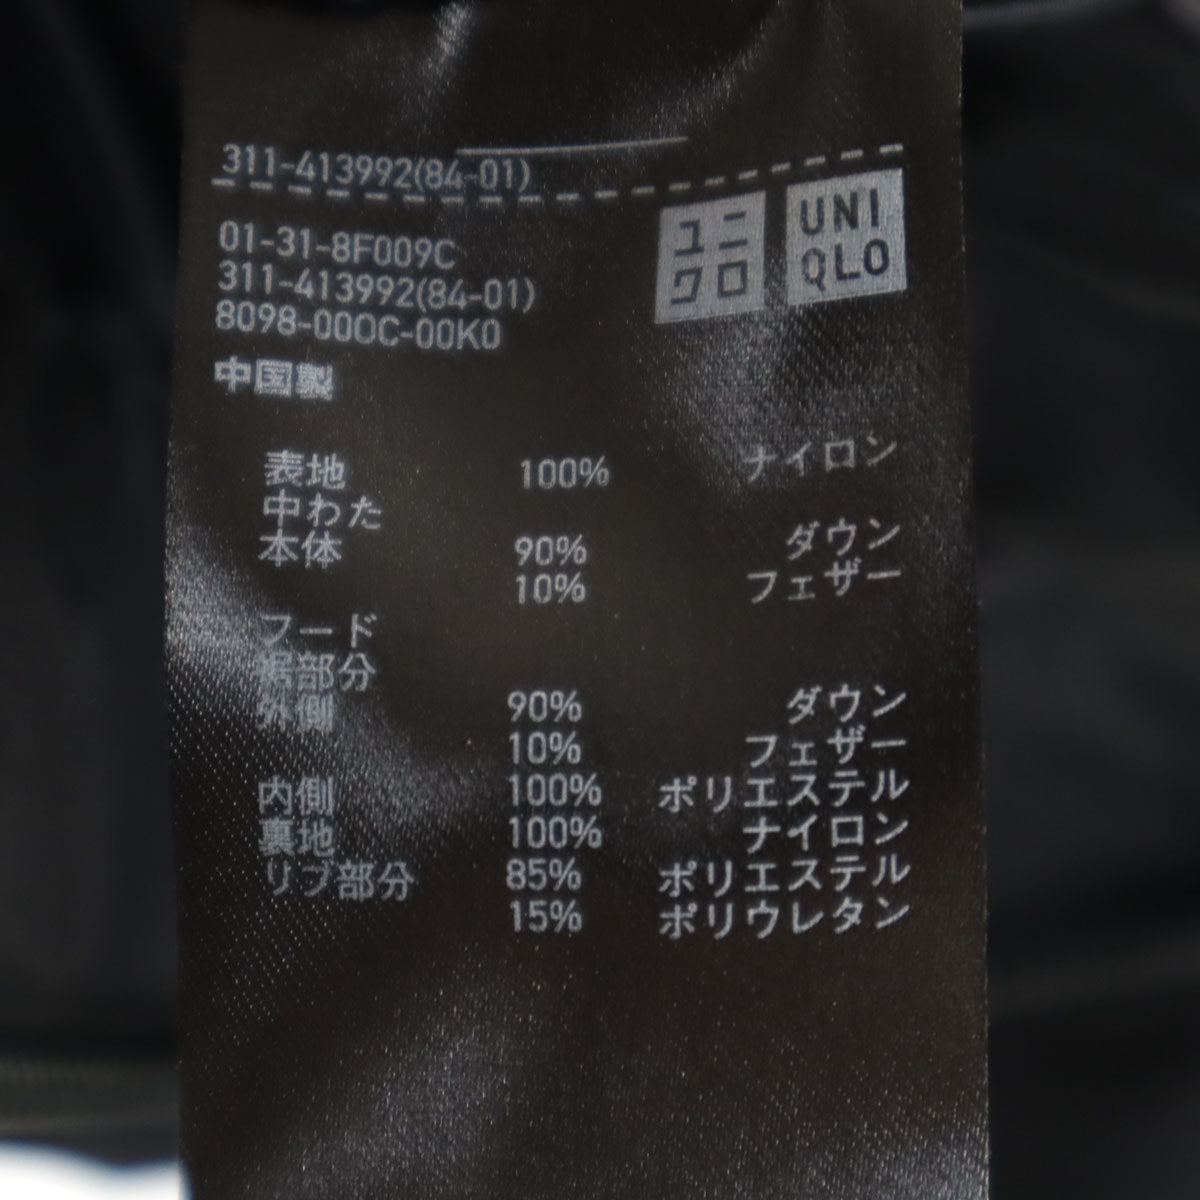 311-413992(84-01)
ユニ
クロ
UNI
QLO
01-31-8F009C
311-413992(84-01)
8098-000C-00K0
中国製
表地 100% ナイロン
中わた
本体 90% ダウン
10% フェザー
フード
裾部分
外側 90% ダウン
10% フェザー
内側 100% ポリエステル
裏地 100% ナイロン
リブ部分 85% ポリエステル
15% ポリウレタン